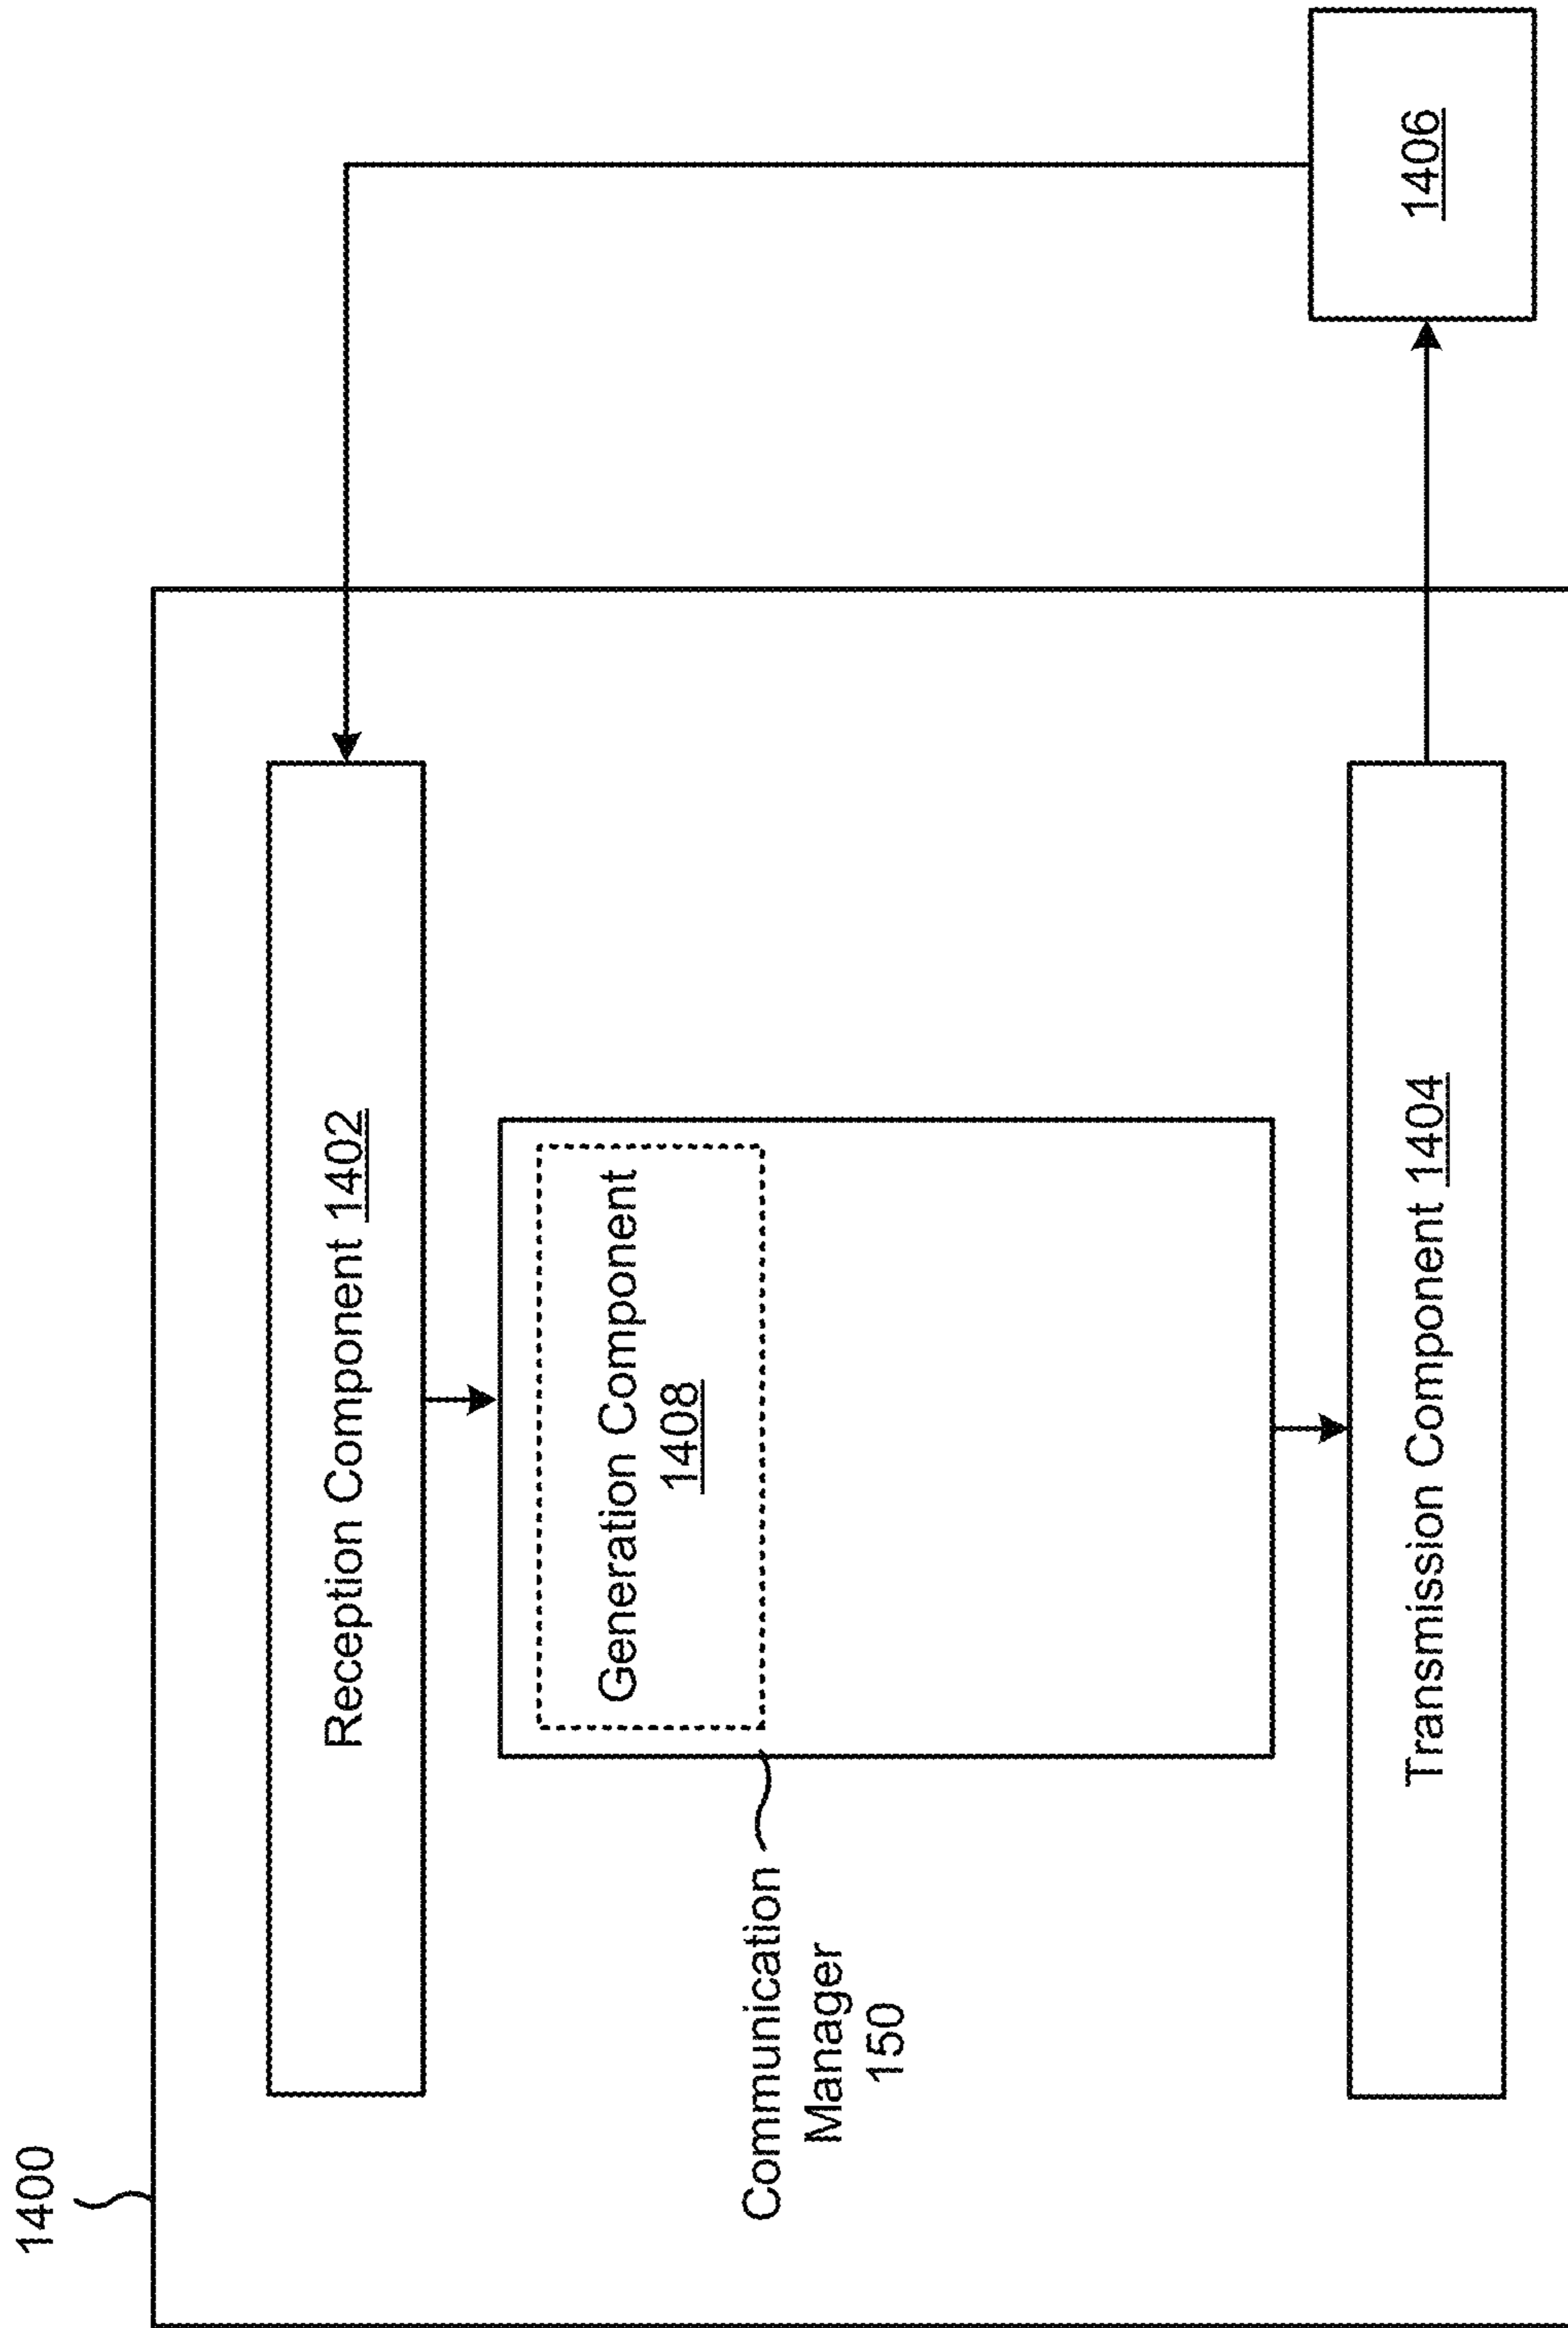 1400
Reception Component 1402
Generation Component
1408
Communication
Manager
150
Transmission Component 1404
1406